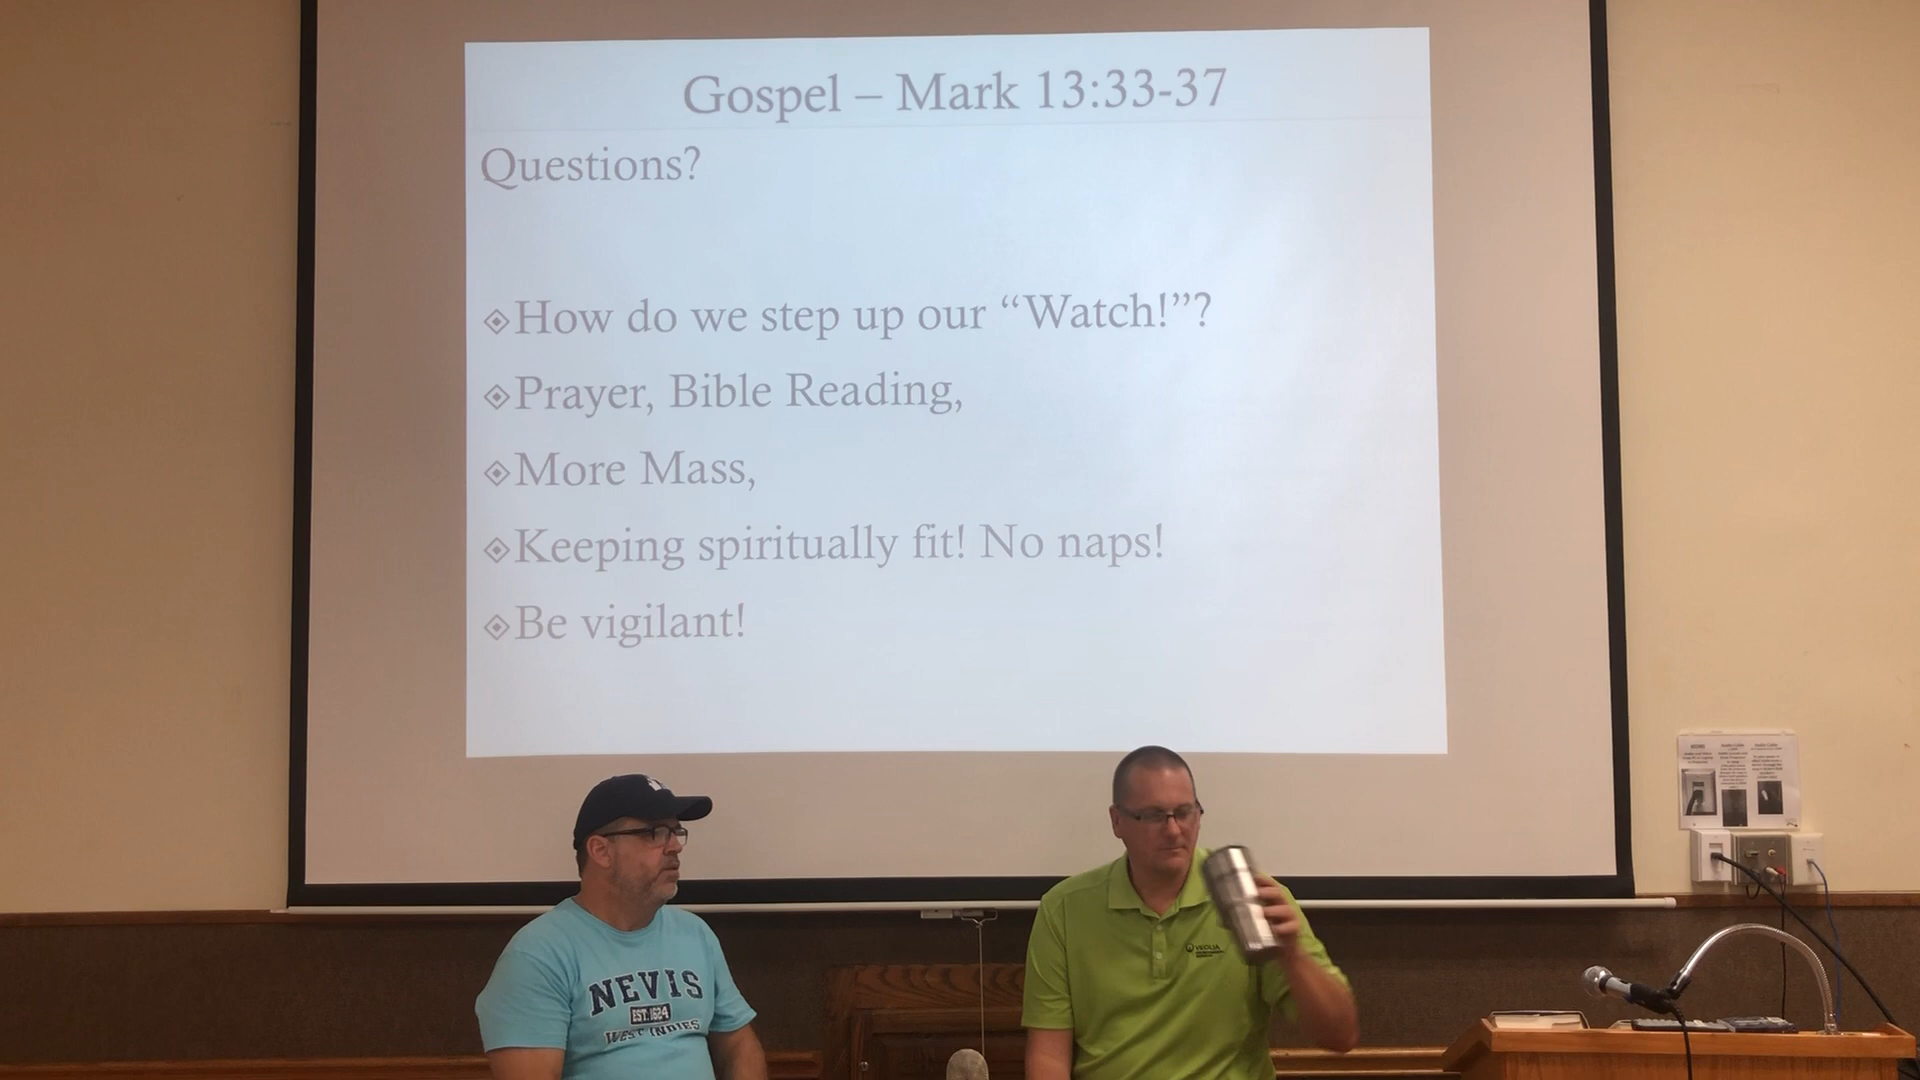 Gospel – Mark 13:33-37
Questions?
How do we step up our “Watch!”?
Prayer, Bible Reading,
More Mass,
Keeping spiritually fit! No naps!
Be vigilant!
NEVIS
EST. 1624
WEST INDIES
VEOLIA